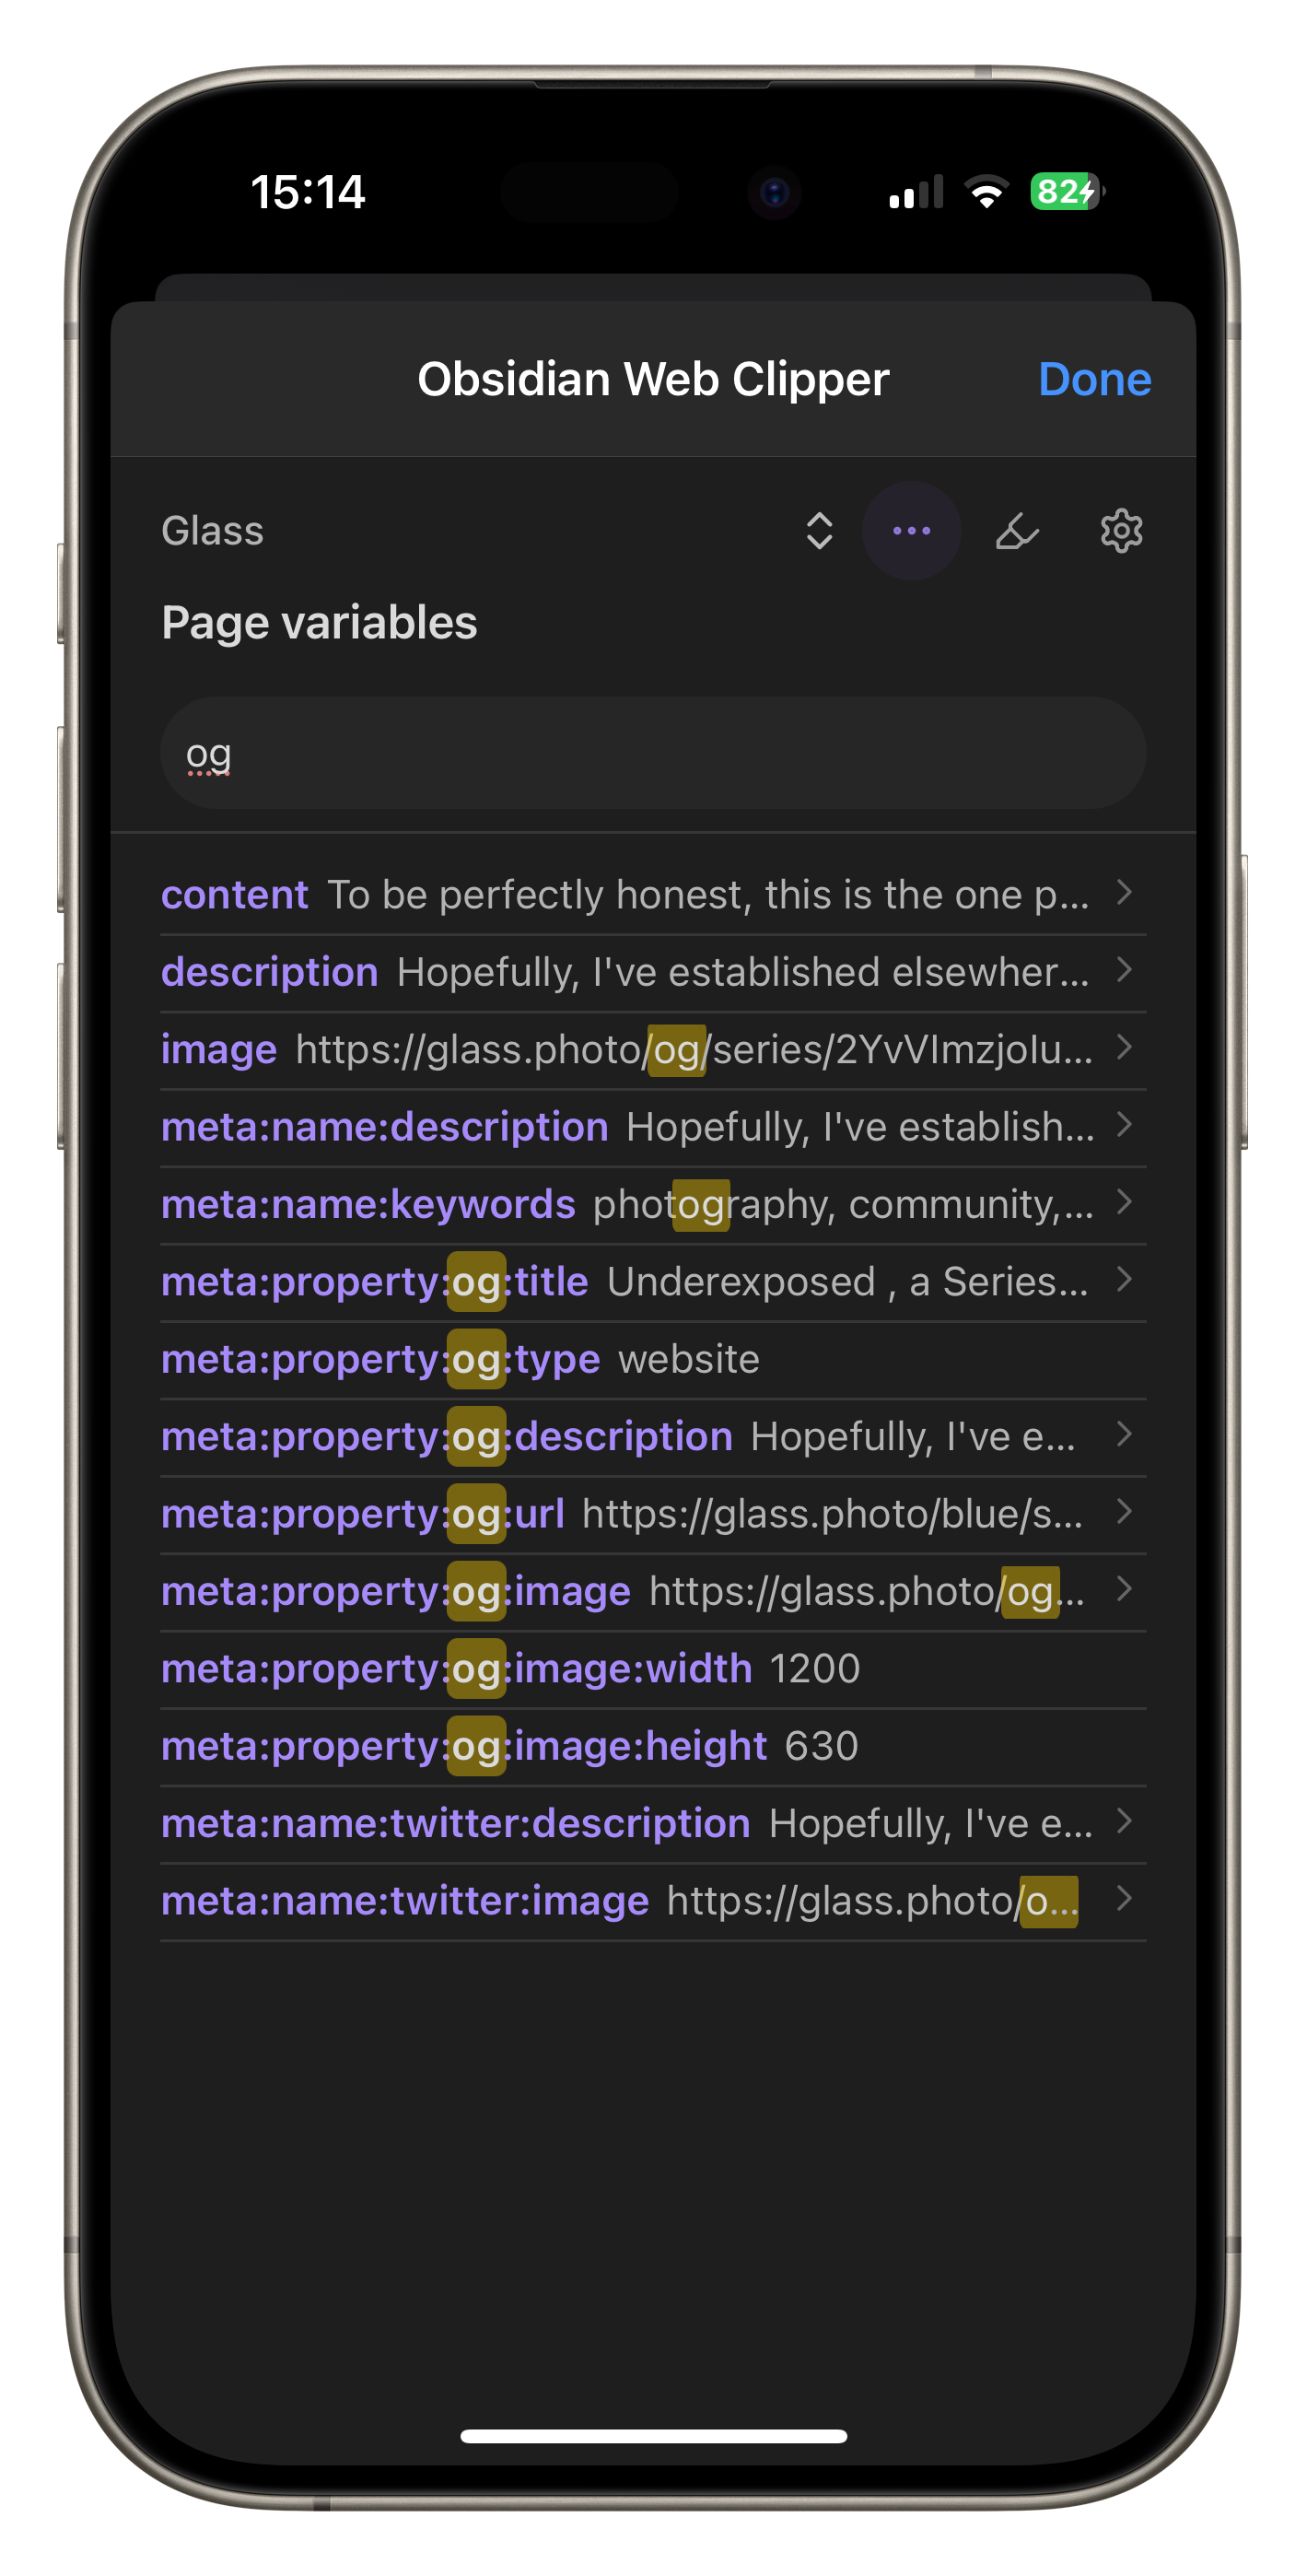 15:14
82
Obsidian Web Clipper
Done
Glass
Page variables
og
content To be perfectly honest, this is the one p...
description Hopefully, I've established elsewher...
image https://glass.photo/og/series/2YvVImzjoIu...
meta:name:description Hopefully, I've establish...
meta:name:keywords photography, community,...
meta:property:og:title Underexposed , a Series...
meta:property:og:type website
meta:property:og:description Hopefully, I've e...
meta:property:og:url https://glass.photo/blue/s...
meta:property:og:image https://glass.photo/og...
meta:property:og:image:width 1200
meta:property:og:image:height 630
meta:name:twitter:description Hopefully, I've e...
meta:name:twitter:image https://glass.photo/o...